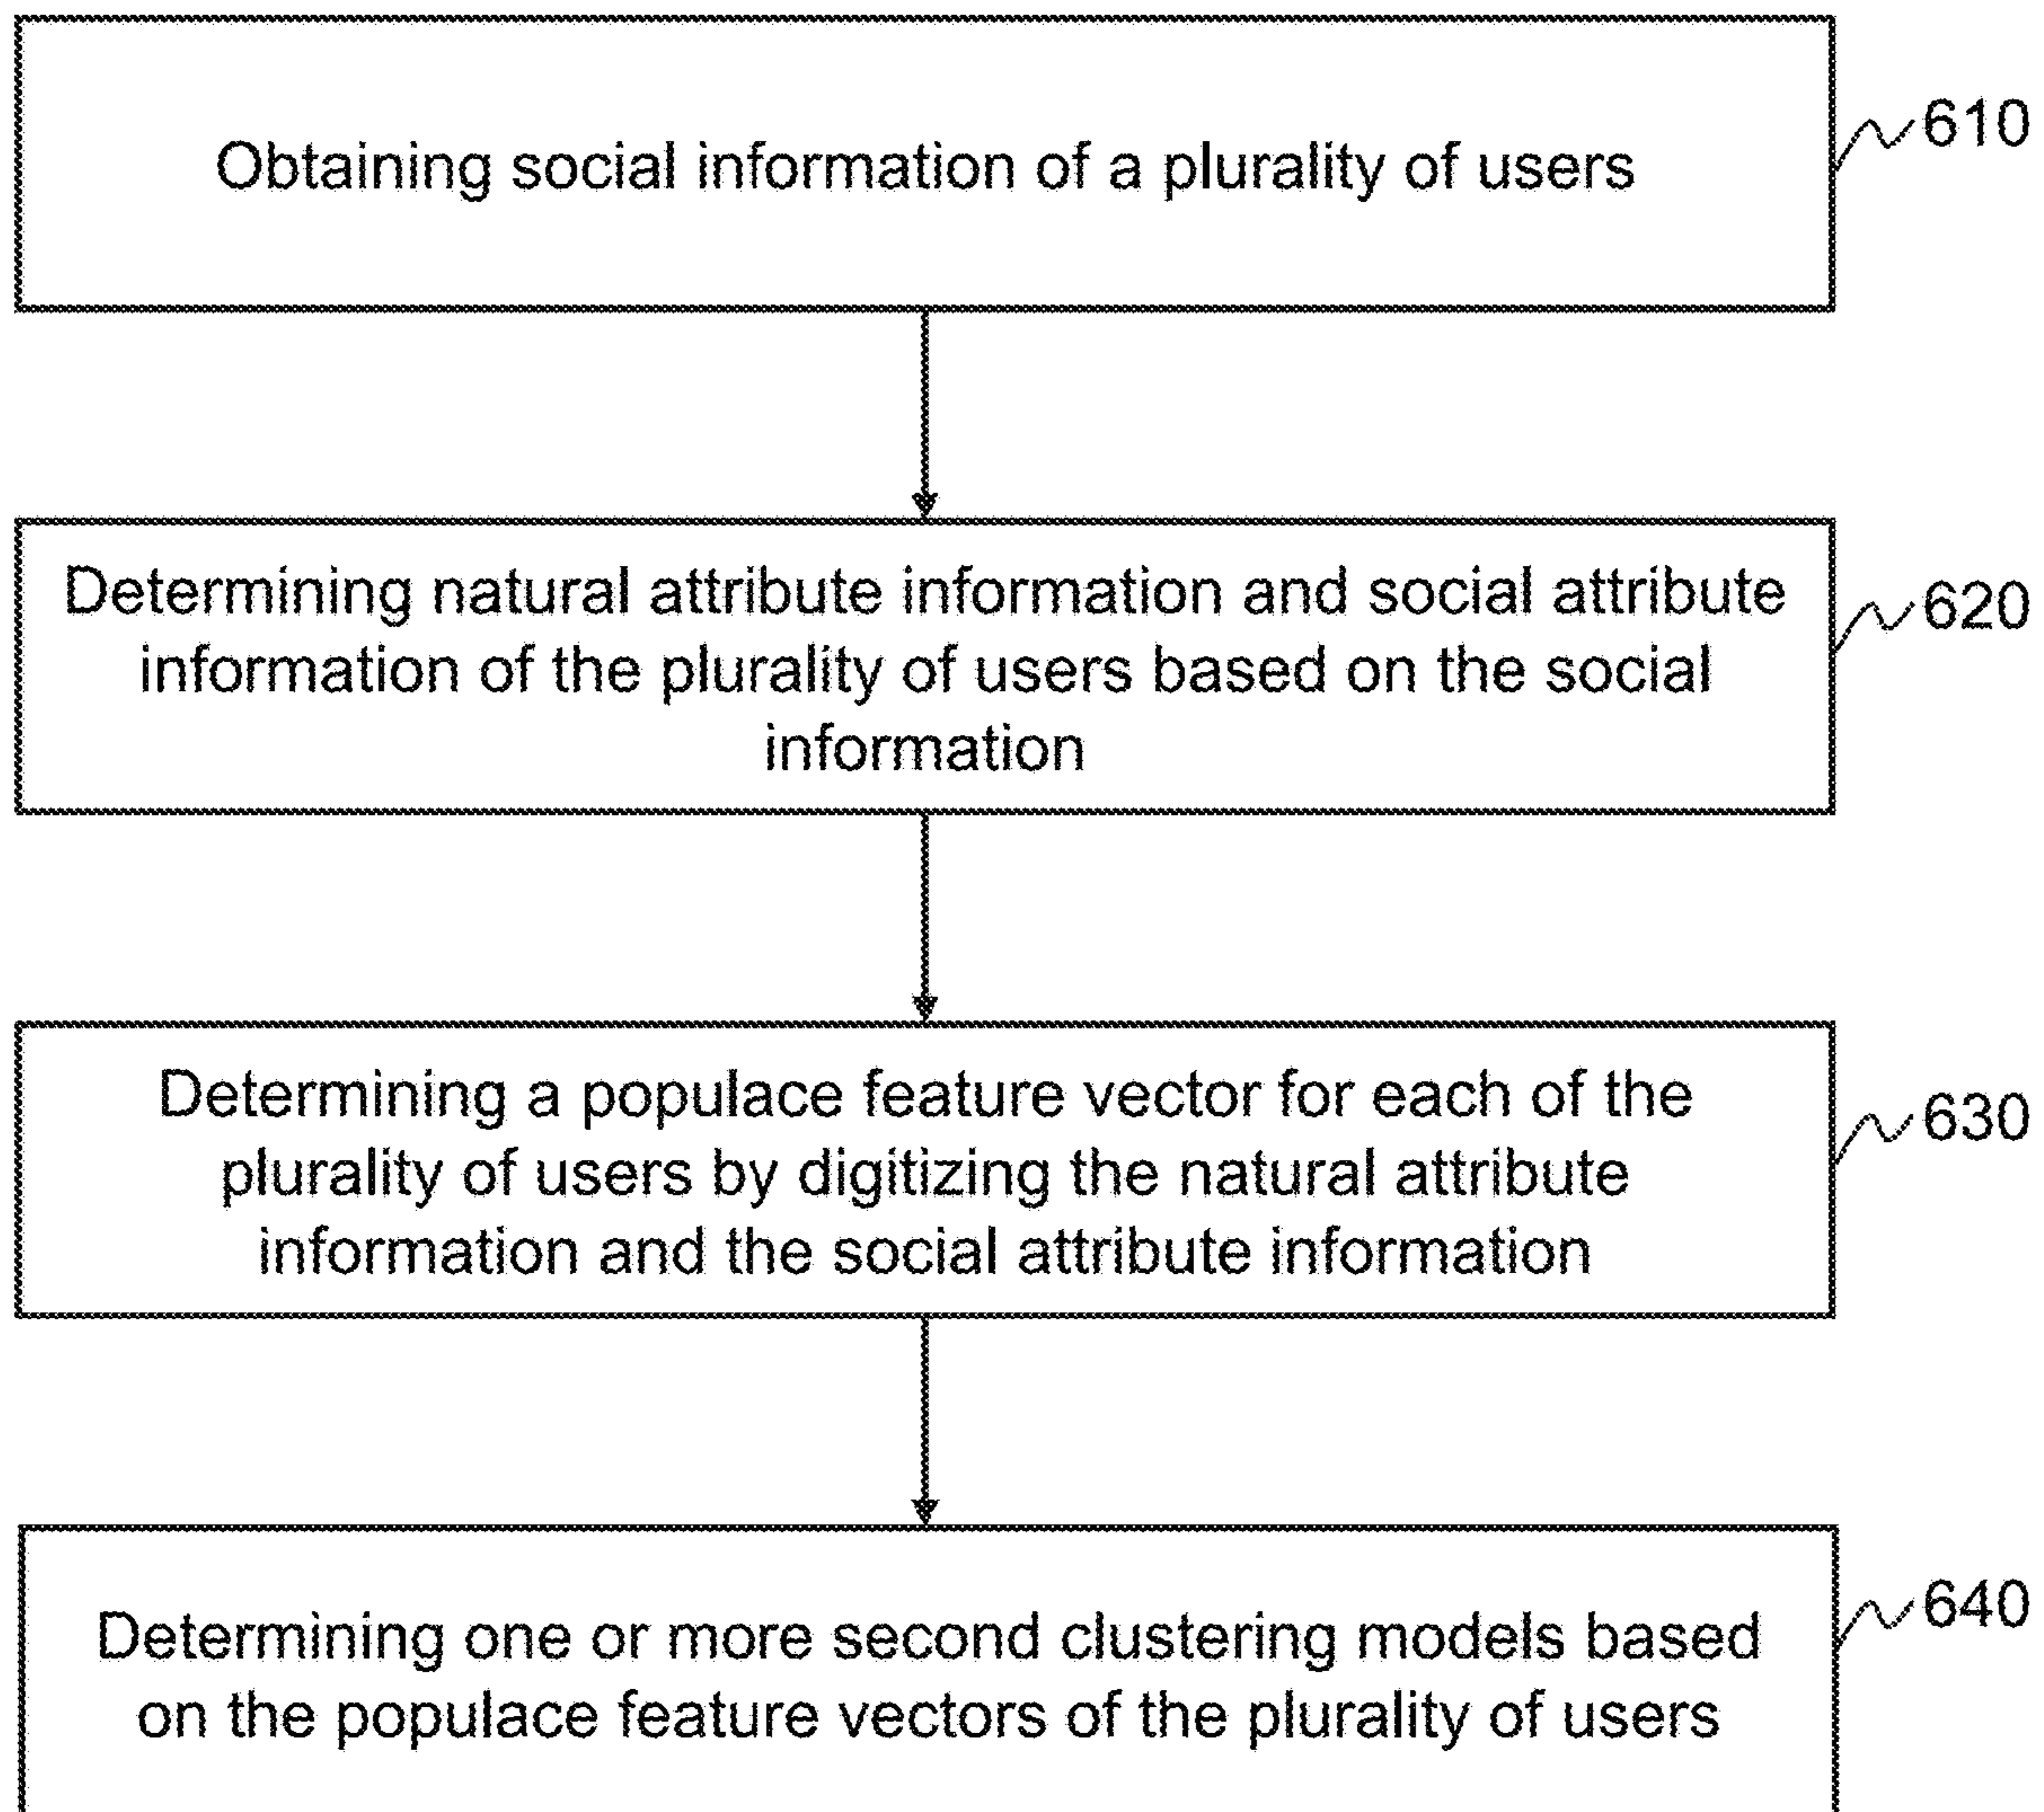 Obtaining social information of a plurality of users
610
Determining natural attribute information and social attribute
information of the plurality of users based on the social
information
620
Determining a populace feature vector for each of the
plurality of users by digitizing the natural attribute
information and the social attribute information
630
Determining one or more second clustering models based
on the populace feature vectors of the plurality of users
640